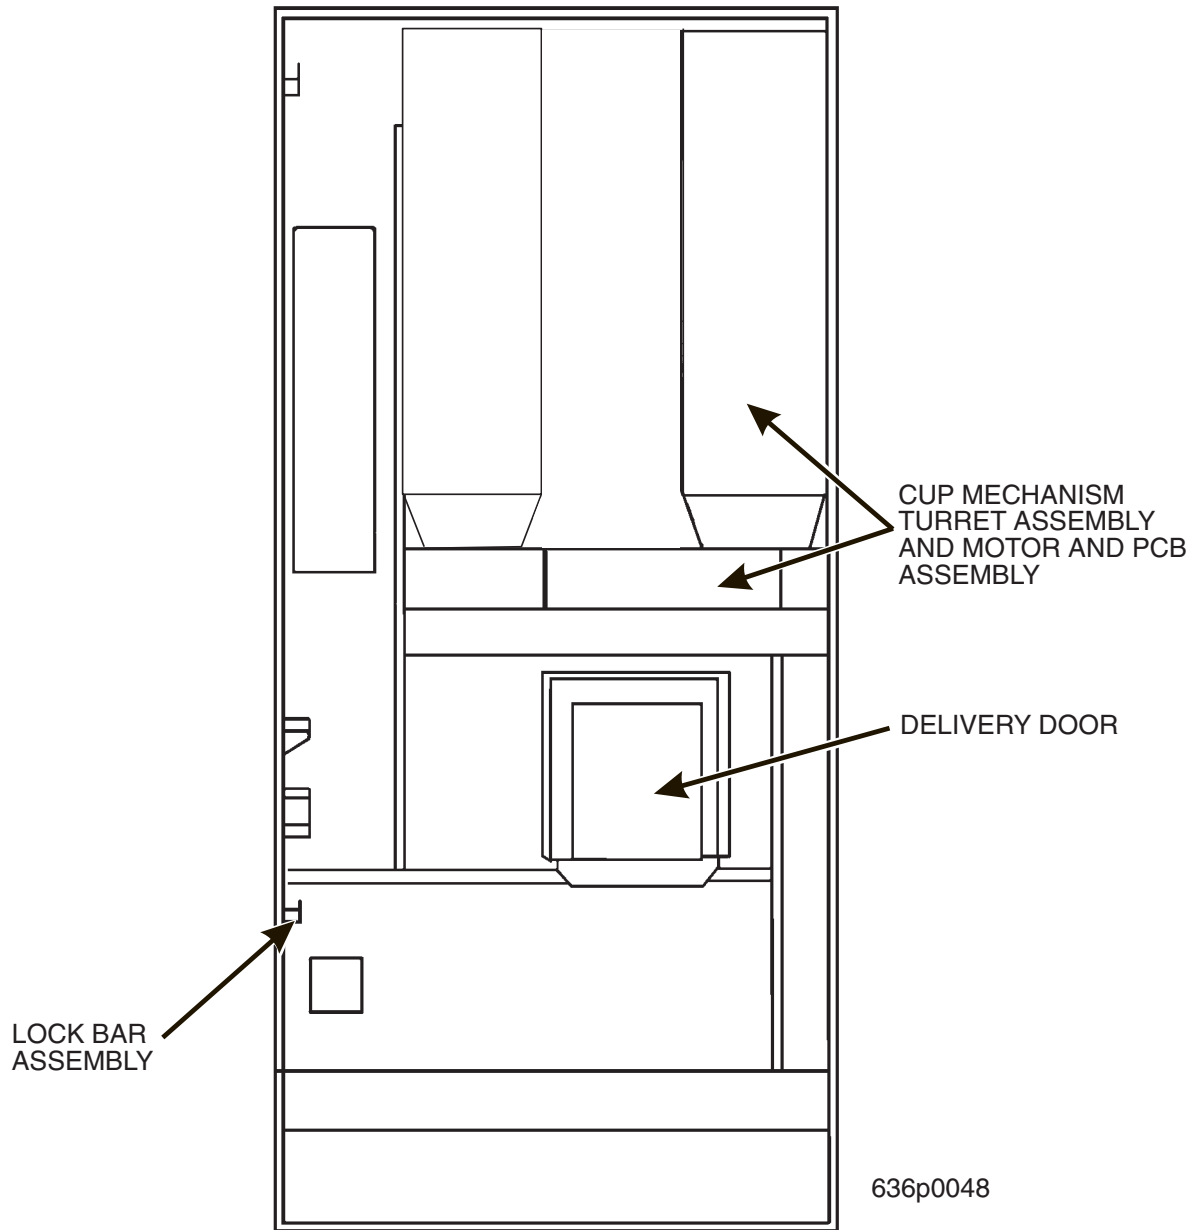 CUP MECHANISM
TURRET ASSEMBLY
AND MOTOR AND PCB
ASSEMBLY
DELIVERY DOOR
LOCK BAR
ASSEMBLY
636p0048